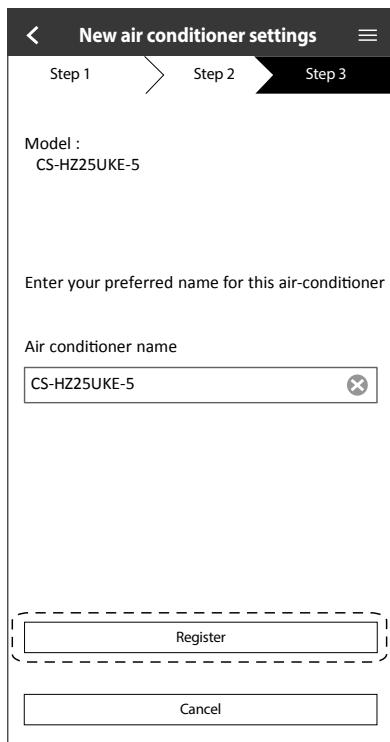 New air conditioner settings
Step 1 Step 2 Step 3
Model :
CS-HZ25UKE-5
Enter your preferred name for this air-conditioner
Air conditioner name
CS-HZ25UKE-5
Register
Cancel